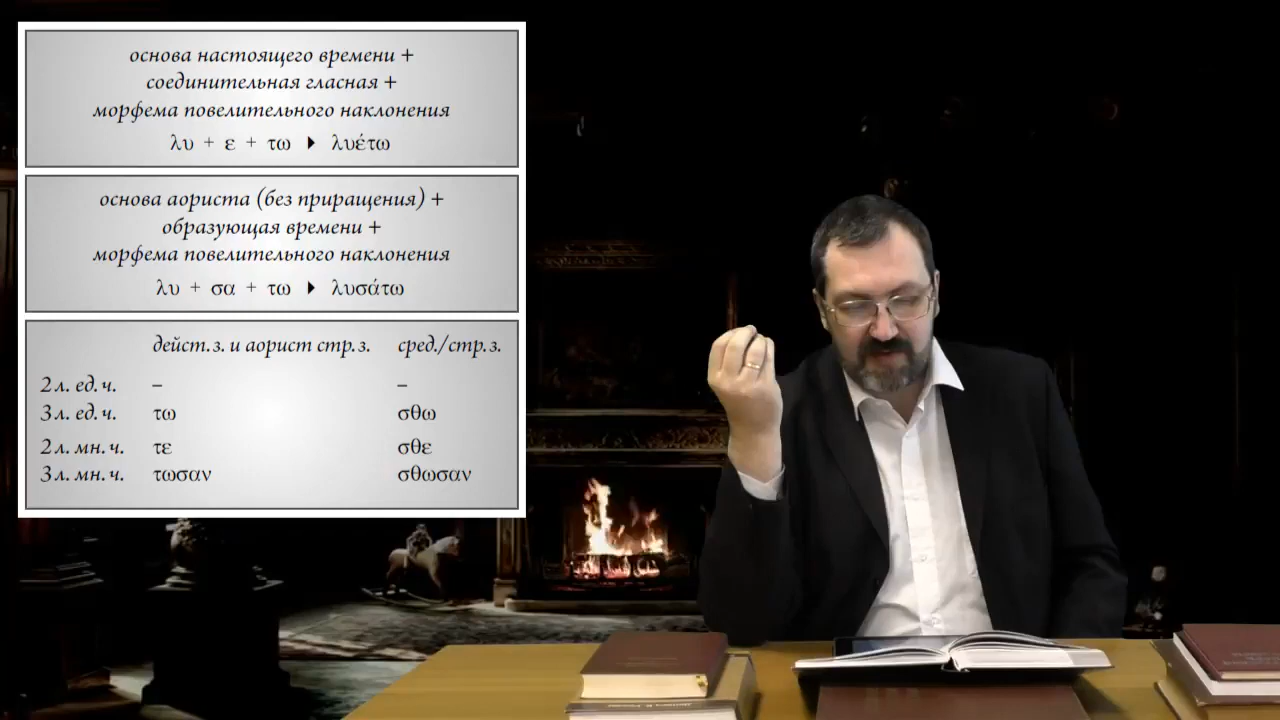 основа настоящего времени +
соединительная гласная +
морфема повелительного наклонения
λυ + ε + τω ▸ λυέτω
основа аориста (без приращения) +
образующая времени +
морфема повелительного наклонения
λυ + σα + τω ▸ λυσάτω
дейст. з. и аорист стр. з. сред./стр. з.
2 л. ед. ч. – –
3 л. ед. ч. τω σθω
2 л. мн. ч. τε σθε
3 л. мн. ч. τωσαν σθωσαν